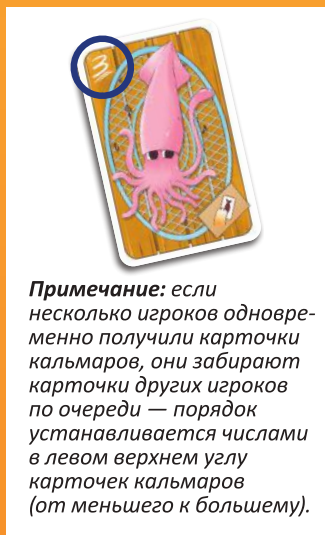 3
Примечание: если
несколько игроков одновре-
менно получили карточки
кальмаров, они забирают
карточки других игроков
по очереди — порядок
устанавливается числами
в левом верхнем углу
карточек кальмаров
(от меньшего к большему).